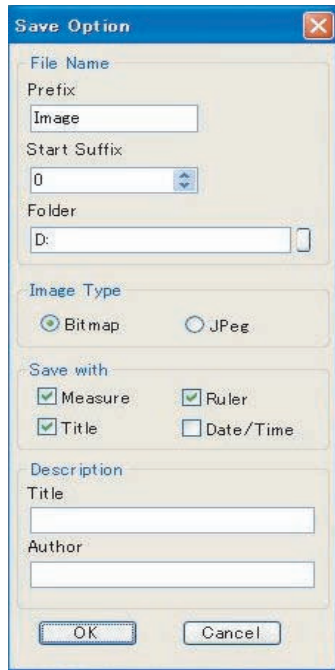 Save Option
File Name
Prefix
Image
Start Suffix
0
Folder
D:
Image Type
Bitmap JPeg
Save with
Measure Ruler
Title Date/Time
Description
Title
Author
OK Cancel